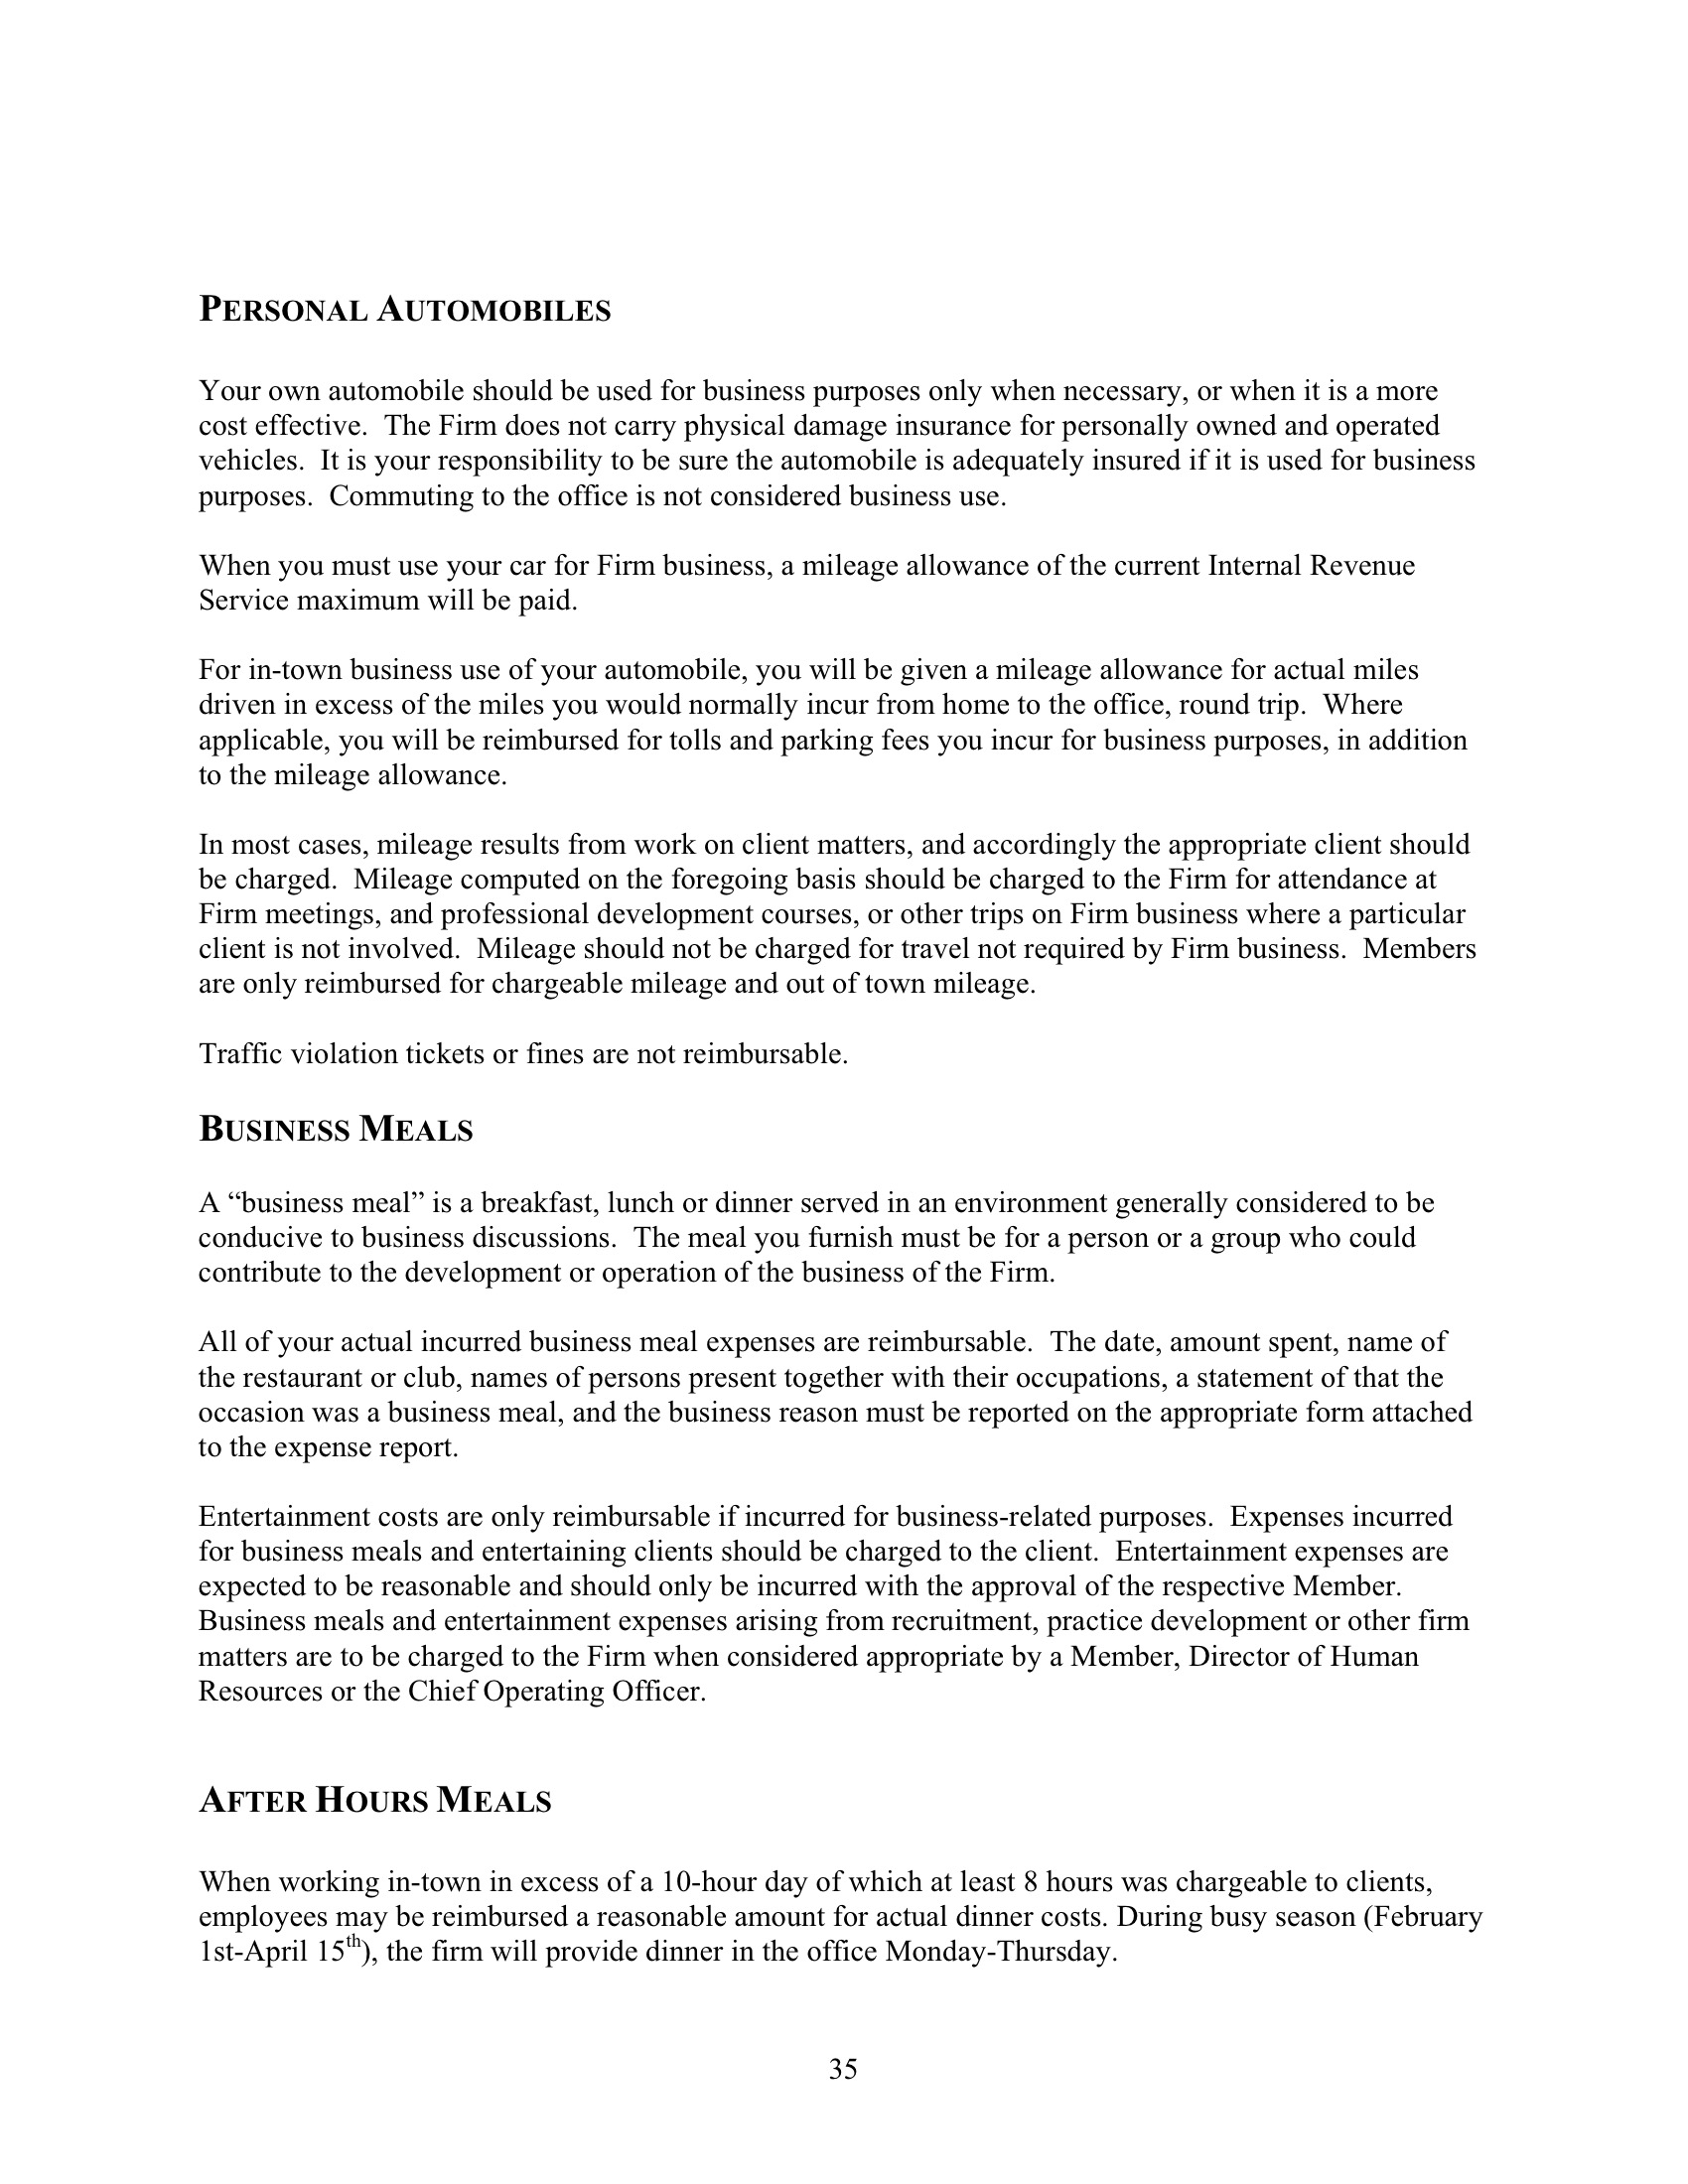 PERSONAL AUTOMOBILES
Your own automobile should be used for business purposes only when necessary, or when it is a more
cost effective.  The Firm does not carry physical damage insurance for personally owned and operated
vehicles.  It is your responsibility to be sure the automobile is adequately insured if it is used for business
purposes.  Commuting to the office is not considered business use.
When you must use your car for Firm business, a mileage allowance of the current Internal Revenue
Service maximum will be paid.
For in-town business use of your automobile, you will be given a mileage allowance for actual miles
driven in excess of the miles you would normally incur from home to the office, round trip.  Where
applicable, you will be reimbursed for tolls and parking fees you incur for business purposes, in addition
to the mileage allowance.
In most cases, mileage results from work on client matters, and accordingly the appropriate client should
be charged.  Mileage computed on the foregoing basis should be charged to the Firm for attendance at
Firm meetings, and professional development courses, or other trips on Firm business where a particular
client is not involved.  Mileage should not be charged for travel not required by Firm business.  Members
are only reimbursed for chargeable mileage and out of town mileage.
Traffic violation tickets or fines are not reimbursable.
BUSINESS MEALS
A “business meal” is a breakfast, lunch or dinner served in an environment generally considered to be
conducive to business discussions.  The meal you furnish must be for a person or a group who could
contribute to the development or operation of the business of the Firm.
All of your actual incurred business meal expenses are reimbursable.  The date, amount spent, name of
the restaurant or club, names of persons present together with their occupations, a statement of that the
occasion was a business meal, and the business reason must be reported on the appropriate form attached
to the expense report.
Entertainment costs are only reimbursable if incurred for business-related purposes.  Expenses incurred
for business meals and entertaining clients should be charged to the client.  Entertainment expenses are
expected to be reasonable and should only be incurred with the approval of the respective Member.
Business meals and entertainment expenses arising from recruitment, practice development or other firm
matters are to be charged to the Firm when considered appropriate by a Member, Director of Human
Resources or the Chief Operating Officer.
AFTER HOURS MEALS
When working in-town in excess of a 10-hour day of which at least 8 hours was chargeable to clients,
employees may be reimbursed a reasonable amount for actual dinner costs. During busy season (February
1st-April 15th), the firm will provide dinner in the office Monday-Thursday.
35